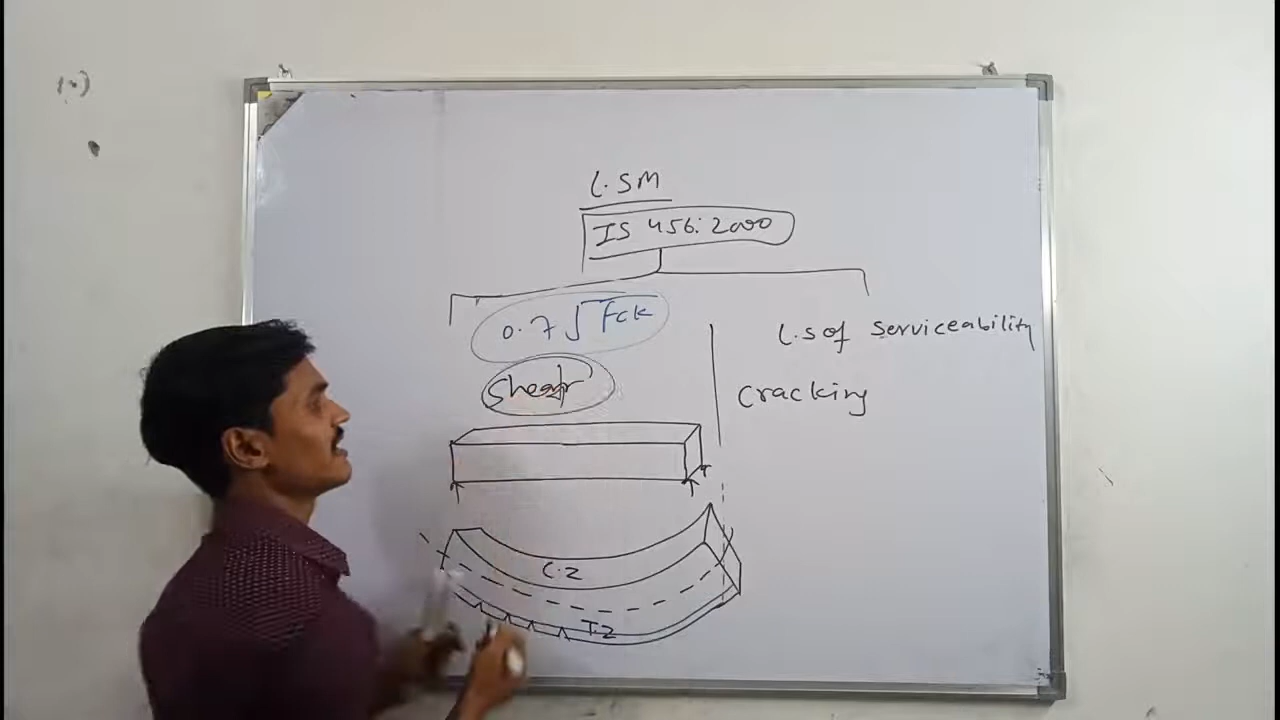 L.SM
IS 456:2000
0.7 √fck
L.S of serviceability
shear
cracking
C.Z
T.Z